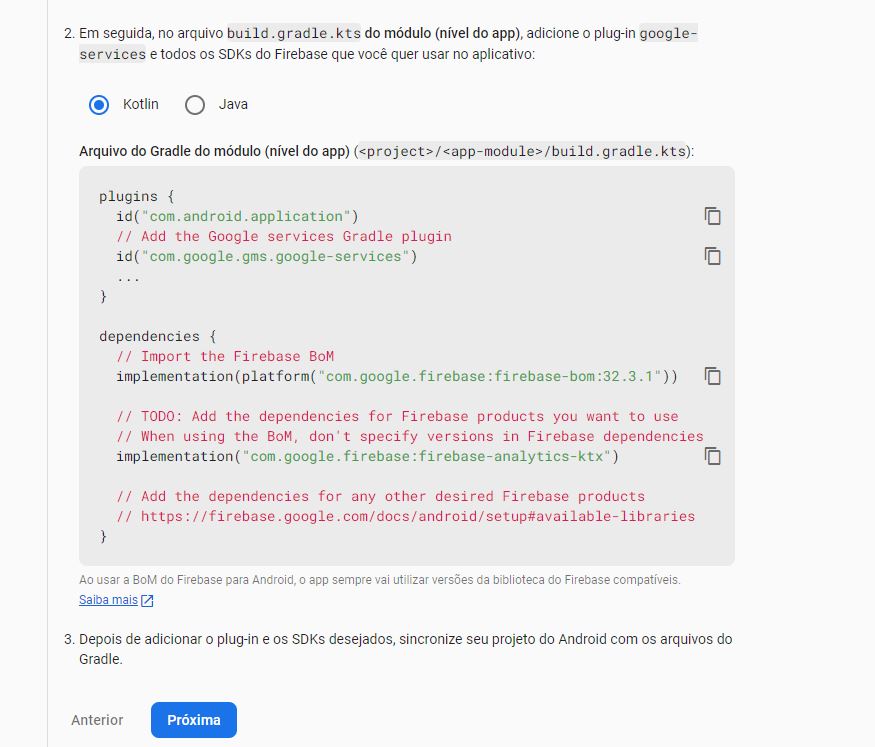 2. Em seguida, no arquivo build.gradle.kts do módulo (nível do app), adicione o plug-in google-
services e todos os SDKs do Firebase que você quer usar no aplicativo:
Kotlin Java
Arquivo do Gradle do módulo (nível do app) (<project>/<app-module>/build.gradle.kts):
plugins {
  id("com.android.application")
  // Add the Google services Gradle plugin
  id("com.google.gms.google-services")
  ...
}
dependencies {
  // Import the Firebase BoM
  implementation(platform("com.google.firebase:firebase-bom:32.3.1"))
  // TODO: Add the dependencies for Firebase products you want to use
  // When using the BoM, don't specify versions in Firebase dependencies
  implementation("com.google.firebase:firebase-analytics-ktx")
  // Add the dependencies for any other desired Firebase products
  // https://firebase.google.com/docs/android/setup#available-libraries
}
Ao usar a BoM do Firebase para Android, o app sempre vai utilizar versões da biblioteca do Firebase compatíveis.
Saiba mais
3. Depois de adicionar o plug-in e os SDKs desejados, sincronize seu projeto do Android com os arquivos do
Gradle.
Anterior Próxima